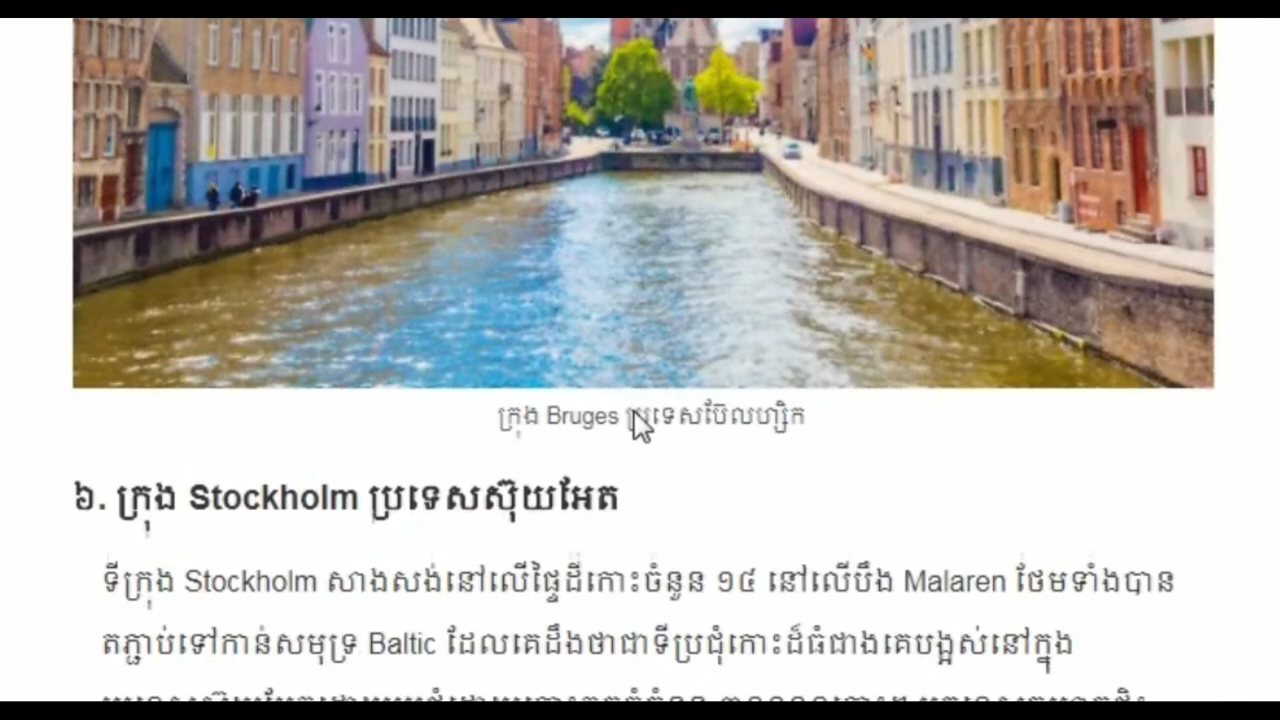 ក្រុង Bruges ប្រទេសប៊ែលហ្សិក
៦. ក្រុង Stockholm ប្រទេសស៊ុយអែត
ទីក្រុង Stockholm សាងសង់នៅលើផ្ទៃដីកោះចំនួន ១៤ នៅលើបឹង Malaren ថែមទាំងបាន
តភ្ជាប់ទៅកាន់សមុទ្រ Baltic ដែលគេដឹងថាជាទីប្រជុំកោះដ៏ធំជាងគេបង្អស់នៅក្នុង